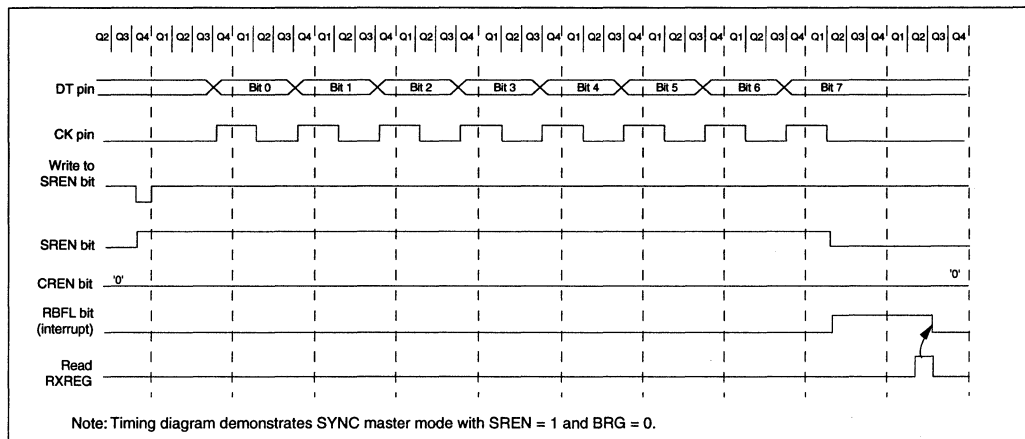 Q2 Q3 Q4 Q1 Q2 Q3 Q4 Q1 Q2 Q3 Q4 Q1 Q2 Q3 Q4 Q1 Q2 Q3 Q4 Q1 Q2 Q3 Q4 Q1 Q2 Q3 Q4 Q1 Q2 Q3 Q4 Q1 Q2 Q3 Q4 Q1 Q2 Q3 Q4 Q1 Q2 Q3 Q4
DT pin Bit 0 Bit 1 Bit 2 Bit 3 Bit 4 Bit 5 Bit 6 Bit 7
CK pin
Write to
SREN bit
SREN bit
CREN bit '0' '0'
RBFL bit
(interrupt)
Read
RXREG
Note: Timing diagram demonstrates SYNC master mode with SREN = 1 and BRG = 0.